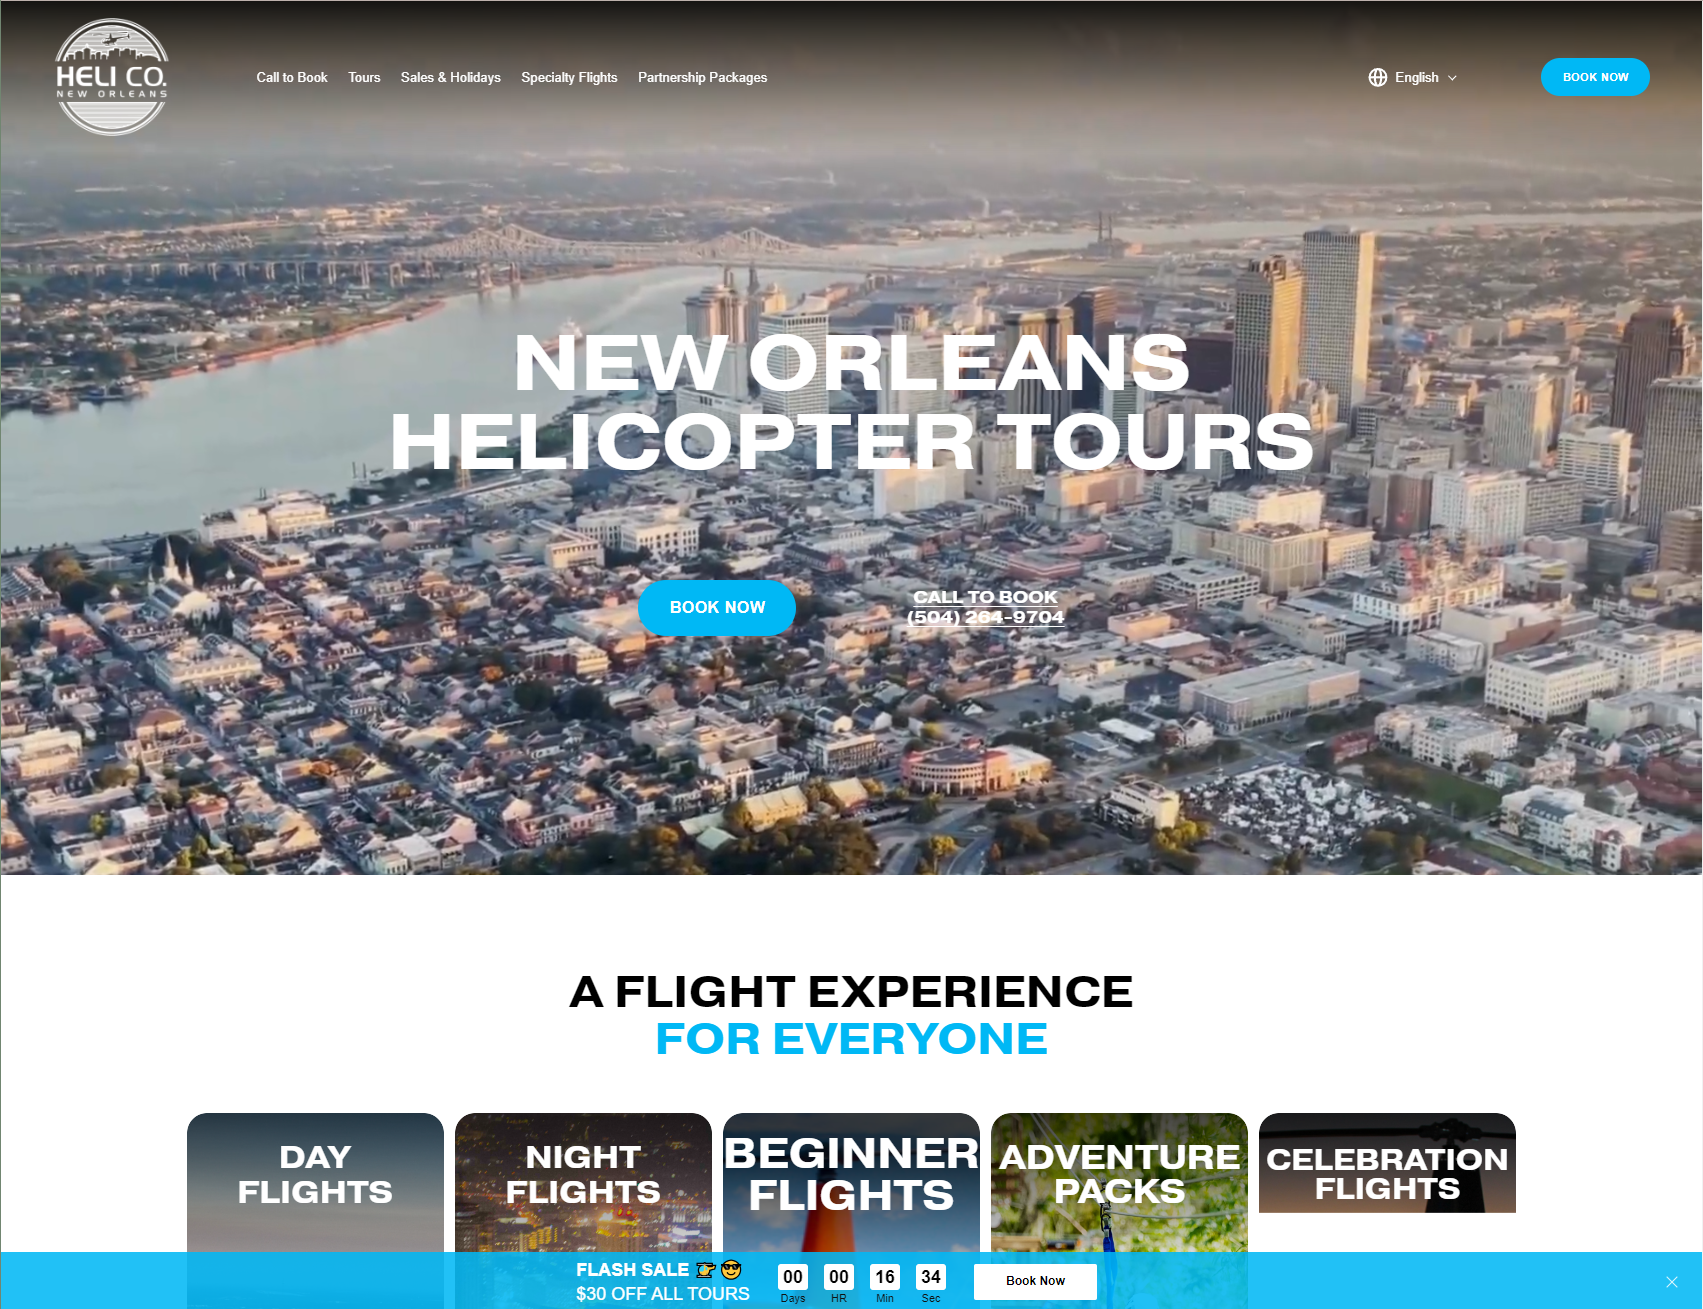 HELI CO.
NEW ORLEANS
Call to Book
Tours
Sales & Holidays
Specialty Flights
Partnership Packages
English
BOOK NOW
NEW ORLEANS
HELICOPTER TOURS
BOOK NOW
CALL TO BOOK
(504) 264-9704
A FLIGHT EXPERIENCE
FOR EVERYONE
DAY
FLIGHTS
NIGHT
FLIGHTS
BEGINNER
FLIGHTS
ADVENTURE
PACKS
CELEBRATION
FLIGHTS
FLASH SALE
$30 OFF ALL TOURS
00
Days
00
HR
16
Min
34
Sec
Book Now